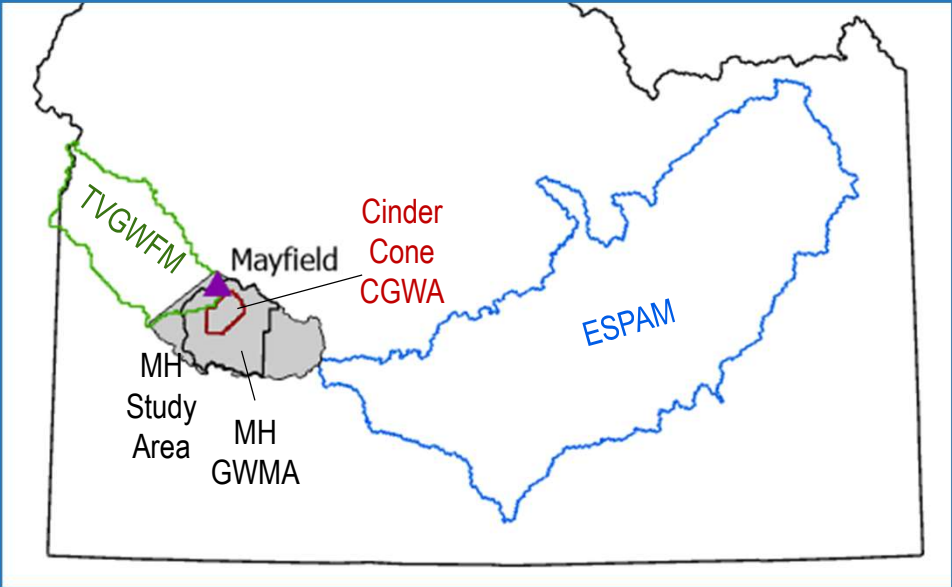 TVGWFM
Mayfield
Cinder
Cone
CGWA
ESPAM
MH
Study
Area
MH
GWMA